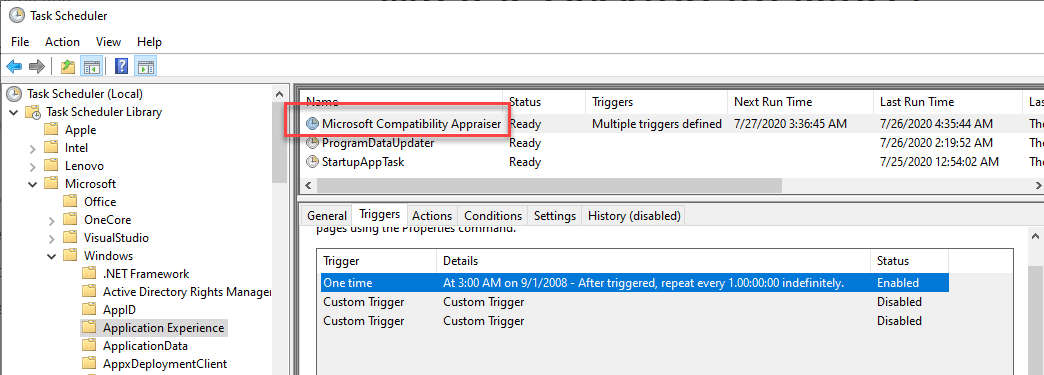 Task Scheduler
File Action View Help
Task Scheduler (Local)
Task Scheduler Library
Apple
Intel
Lenovo
Microsoft
Office
OneCore
VisualStudio
Windows
.NET Framework
Active Directory Rights Manager
AppID
Application Experience
ApplicationData
AppxDeploymentClient
Name Status Triggers Next Run Time Last Run Time Las
Microsoft Compatibility Appraiser Ready Multiple triggers defined 7/27/2020 3:36:45 AM 7/26/2020 4:35:44 AM The
ProgramDataUpdater Ready 7/26/2020 2:19:52 AM The
StartupAppTask Ready 7/25/2020 12:54:02 AM The
General Triggers Actions Conditions Settings History (disabled)
pages using the Properties command.
Trigger Details Status
One time At 3:00 AM on 9/1/2008 - After triggered, repeat every 1.00:00:00 indefinitely. Enabled
Custom Trigger Custom Trigger Disabled
Custom Trigger Custom Trigger Disabled